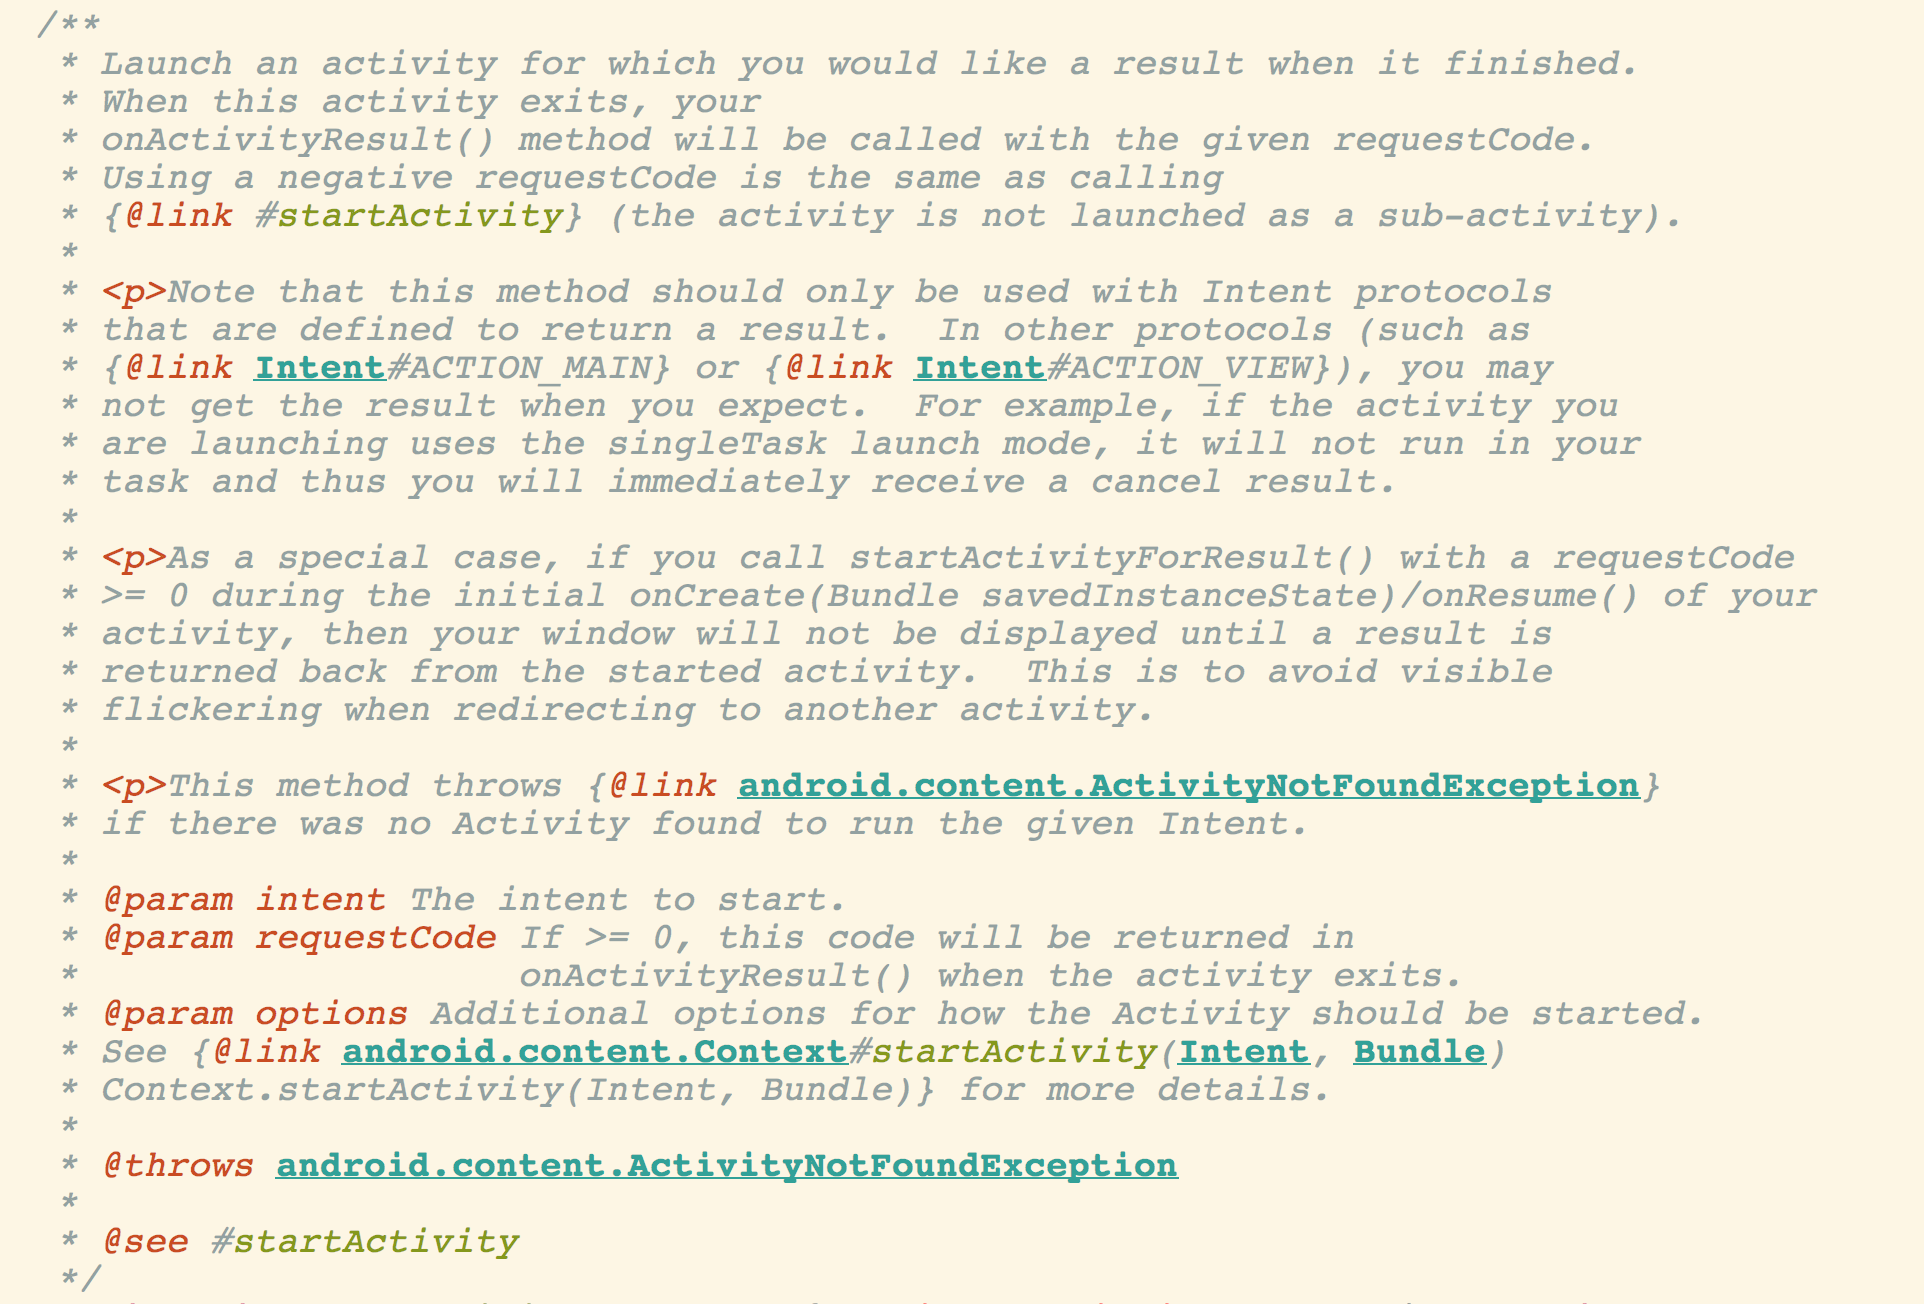 /**
 * Launch an activity for which you would like a result when it finished.
 * When this activity exits, your
 * onActivityResult() method will be called with the given requestCode.
 * Using a negative requestCode is the same as calling
 * {@link #startActivity} (the activity is not launched as a sub-activity).
 *
 * <p>Note that this method should only be used with Intent protocols
 * that are defined to return a result.  In other protocols (such as
 * {@link Intent#ACTION_MAIN} or {@link Intent#ACTION_VIEW}), you may
 * not get the result when you expect.  For example, if the activity you
 * are launching uses the singleTask launch mode, it will not run in your
 * task and thus you will immediately receive a cancel result.
 *
 * <p>As a special case, if you call startActivityForResult() with a requestCode
 * >= 0 during the initial onCreate(Bundle savedInstanceState)/onResume() of your
 * activity, then your window will not be displayed until a result is
 * returned back from the started activity.  This is to avoid visible
 * flickering when redirecting to another activity.
 *
 * <p>This method throws {@link android.content.ActivityNotFoundException}
 * if there was no Activity found to run the given Intent.
 *
 * @param intent The intent to start.
 * @param requestCode If >= 0, this code will be returned in
 *                    onActivityResult() when the activity exits.
 * @param options Additional options for how the Activity should be started.
 * See {@link android.content.Context#startActivity(Intent, Bundle)
 * Context.startActivity(Intent, Bundle)} for more details.
 *
 * @throws android.content.ActivityNotFoundException
 *
 * @see #startActivity
 */